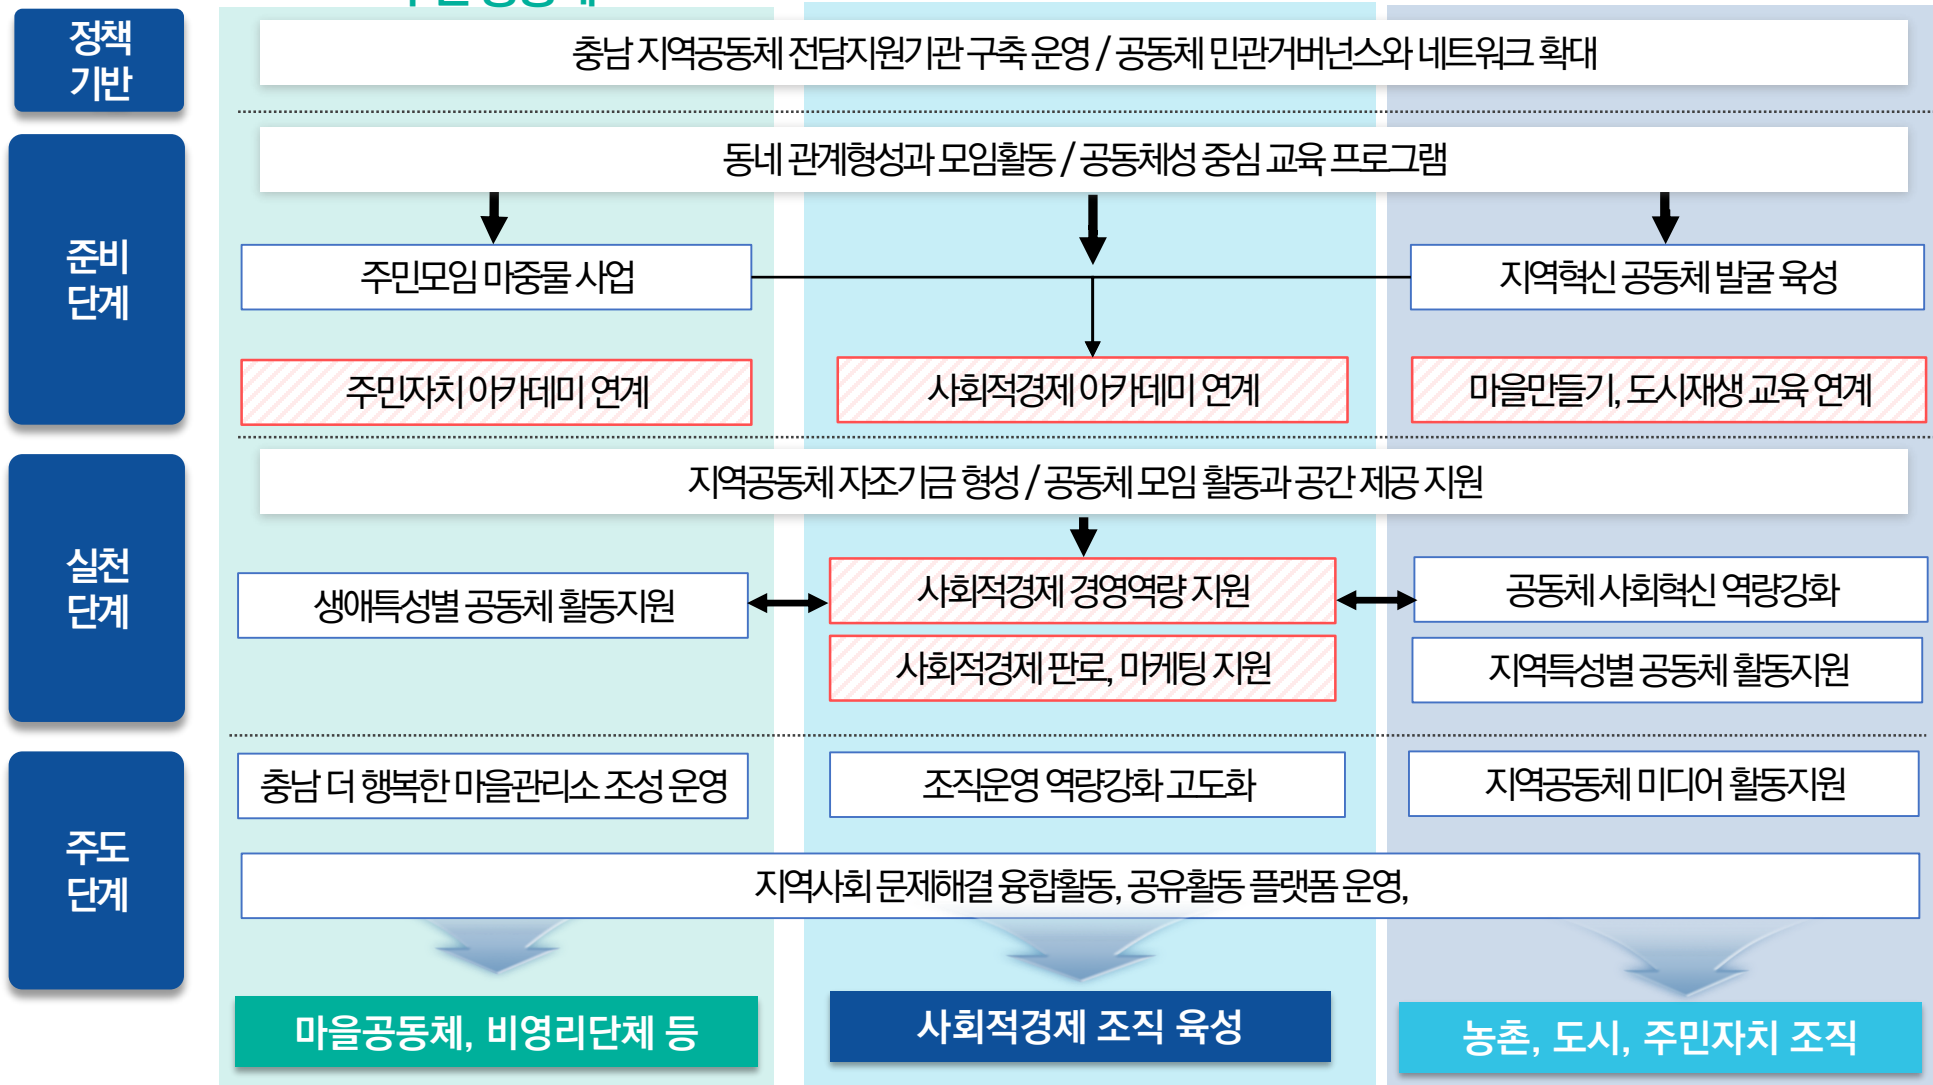 정책
기반
충남 지역공동체 전담지원기관 구축 운영 / 공동체 민관거버넌스와 네트워크 확대
준비
단계
동네 관계형성과 모임활동 / 공동체성 중심 교육 프로그램
주민모임 마중물 사업
지역혁신 공동체 발굴 육성
주민자치 아카데미 연계
사회적경제 아카데미 연계
마을만들기, 도시재생 교육 연계
실천
단계
지역공동체 자조기금 형성 / 공동체 모임 활동과 공간 제공 지원
생애특성별 공동체 활동지원
사회적경제 경영역량 지원
공동체 사회혁신 역량강화
사회적경제 판로, 마케팅 지원
지역특성별 공동체 활동지원
주도
단계
충남 더 행복한 마을관리소 조성 운영
조직운영 역량강화 고도화
지역공동체 미디어 활동지원
지역사회 문제해결 융합활동, 공유활동 플랫폼 운영,
마을공동체, 비영리단체 등
사회적경제 조직 육성
농촌, 도시, 주민자치 조직